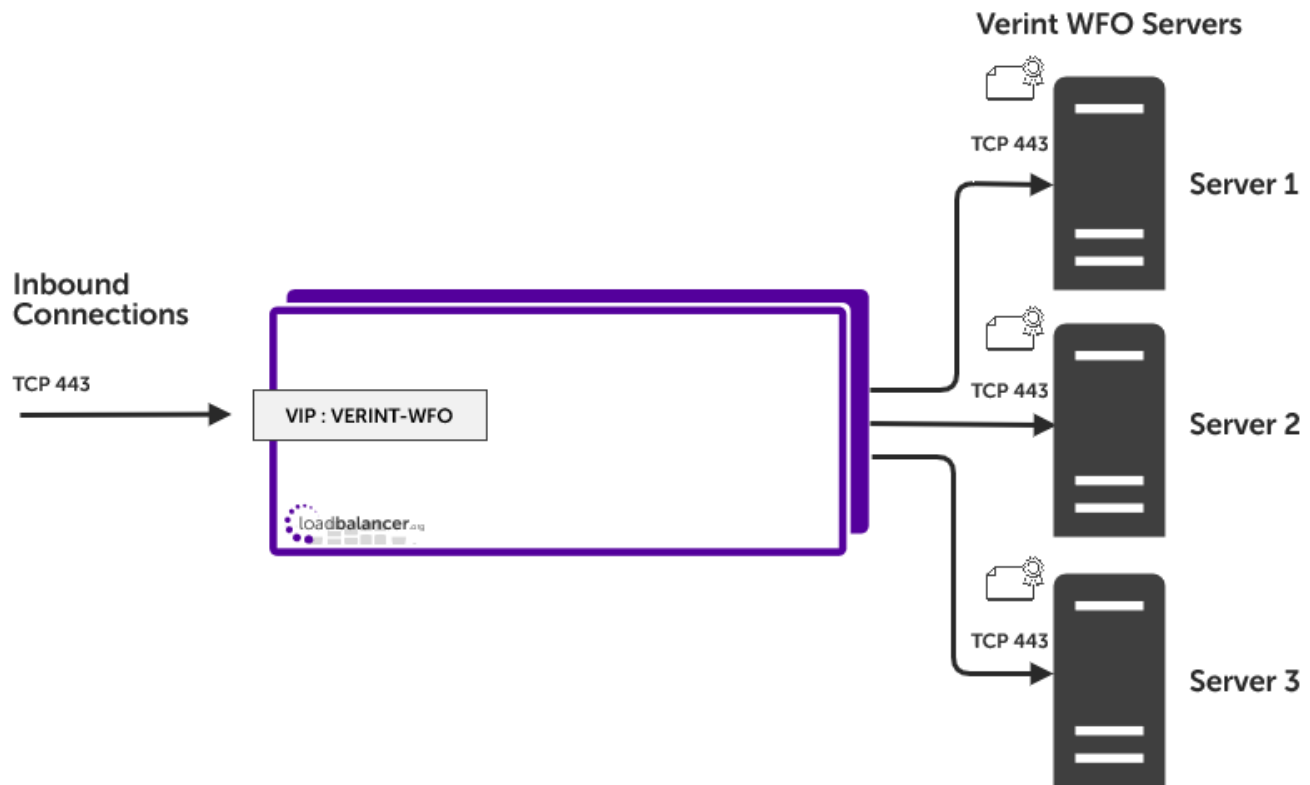 Verint WFO Servers
TCP 443
Server 1
Inbound
Connections
TCP 443
VIP : VERINT-WFO
TCP 443
Server 2
loadbalancer.org
TCP 443
Server 3